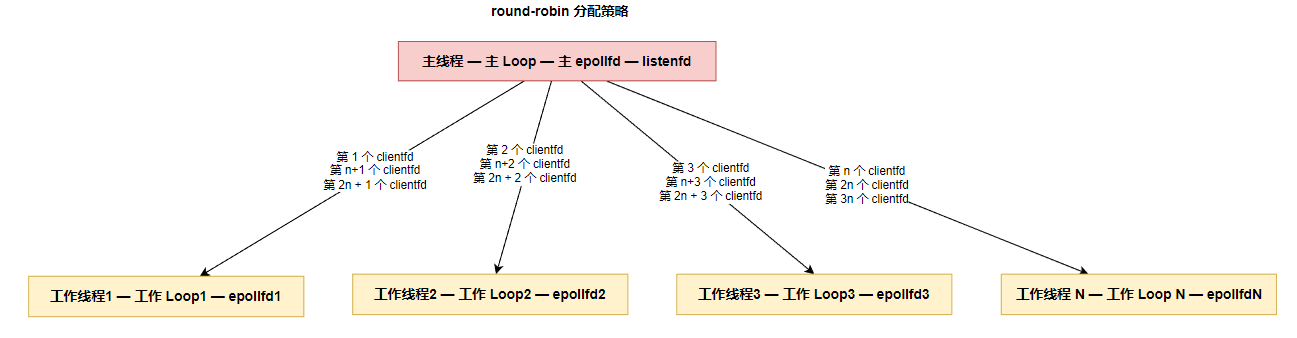 round-robin 分配策略
主线程 — 主 Loop — 主 epollfd — listenfd
第 1 个 clientfd
第 n+1 个 clientfd
第 2n + 1 个 clientfd
第 2 个 clientfd
第 n+2 个 clientfd
第 2n + 2 个 clientfd
第 3 个 clientfd
第 n+3 个 clientfd
第 2n + 3 个 clientfd
第 n 个 clientfd
第 2n 个 clientfd
第 3n 个 clientfd
工作线程1 — 工作 Loop1 — epollfd1
工作线程2 — 工作 Loop2 — epollfd2
工作线程3 — 工作 Loop3 — epollfd3
工作线程 N — 工作 Loop N — epollfdN